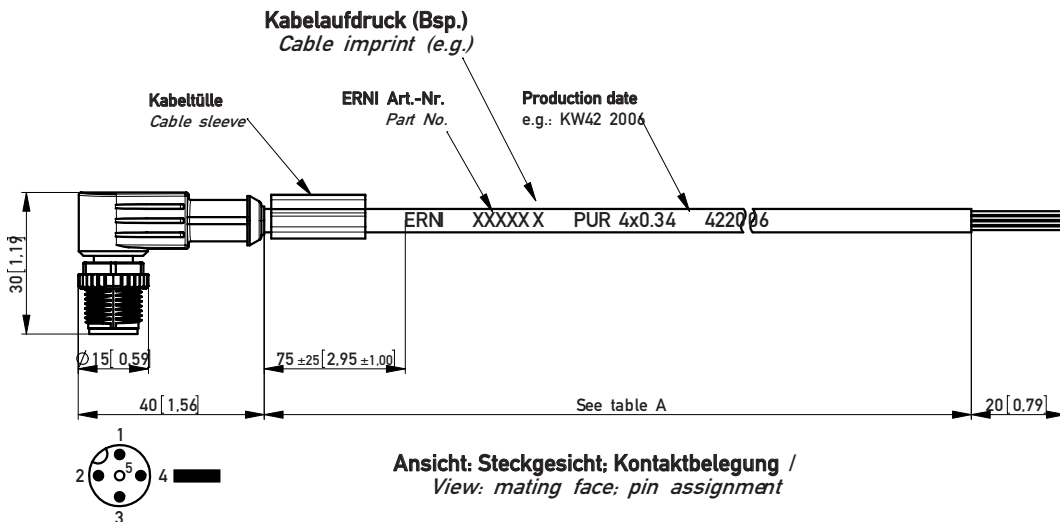 Kabelaufdruck (Bsp.)
Cable imprint (e.g.)
Kabeltülle
Cable sleeve
ERNI Art.-Nr.
Part No.
Production date
e.g.: KW42 2006
ERNI XXXXXX PUR 4x0.34 422006
30[1,19]
Ø15[0,59]
75 ±25[2,95 ±1,00]
40[1,56]
See table A
20[0,79]
1
2
5
4
3
Ansicht: Steckgesicht; Kontaktbelegung /
View: mating face; pin assignment